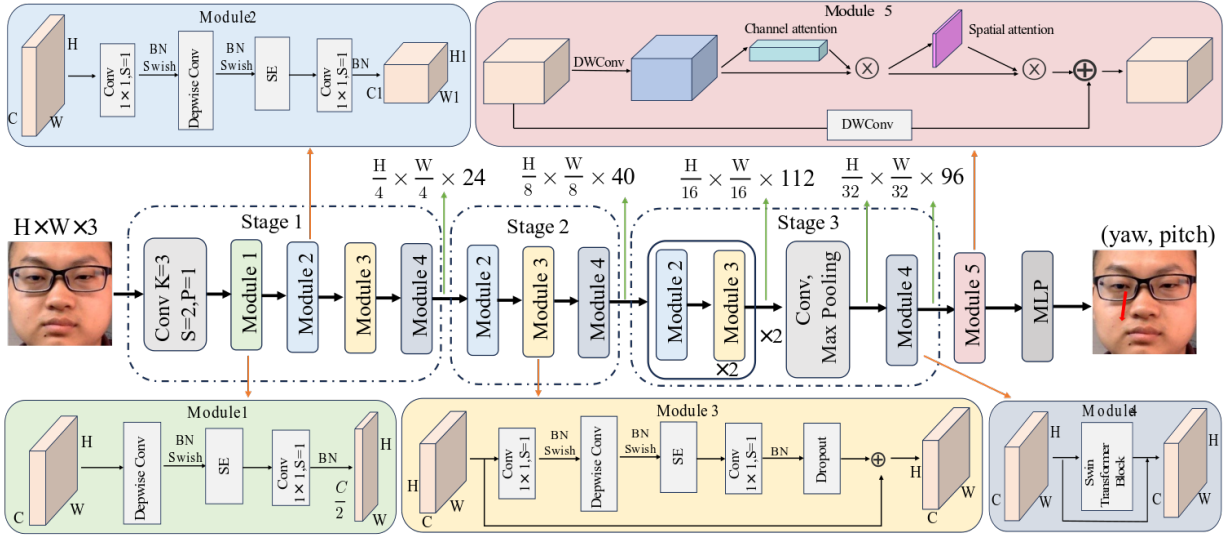 Module2
H
C
W
Conv
1×1,S=1
BN
Swish
Depwise Conv
BN
Swish
SE
Conv
1×1,S=1
BN
C1
H1
W1
Module 5
DWConv
Channel attention
Spatial attention
DWConv
H/4 × W/4 × 24
H/8 × W/8 × 40
H/16 × W/16 × 112
H/32 × W/32 × 96
H×W×3
Stage 1
Conv K=3
S=2,P=1
Module 1
Module 2
Module 3
Module 4
Stage 2
Module 2
Module 3
Module 4
Stage 3
Module 2
Module 3
×2
×2
Conv,
Max Pooling
Module 4
Module 5
MLP
(yaw, pitch)
Module1
H
C
W
Depwise Conv
BN
Swish
SE
Conv
1×1,S=1
BN
C/2
H
W
Module 3
H
C
W
Conv
1×1,S=1
BN
Swish
Depwise Conv
BN
Swish
SE
Conv
1×1,S=1
BN
Dropout
H
C
W
Module4
H
C
W
Swin
Transformer
Block
H
C
W